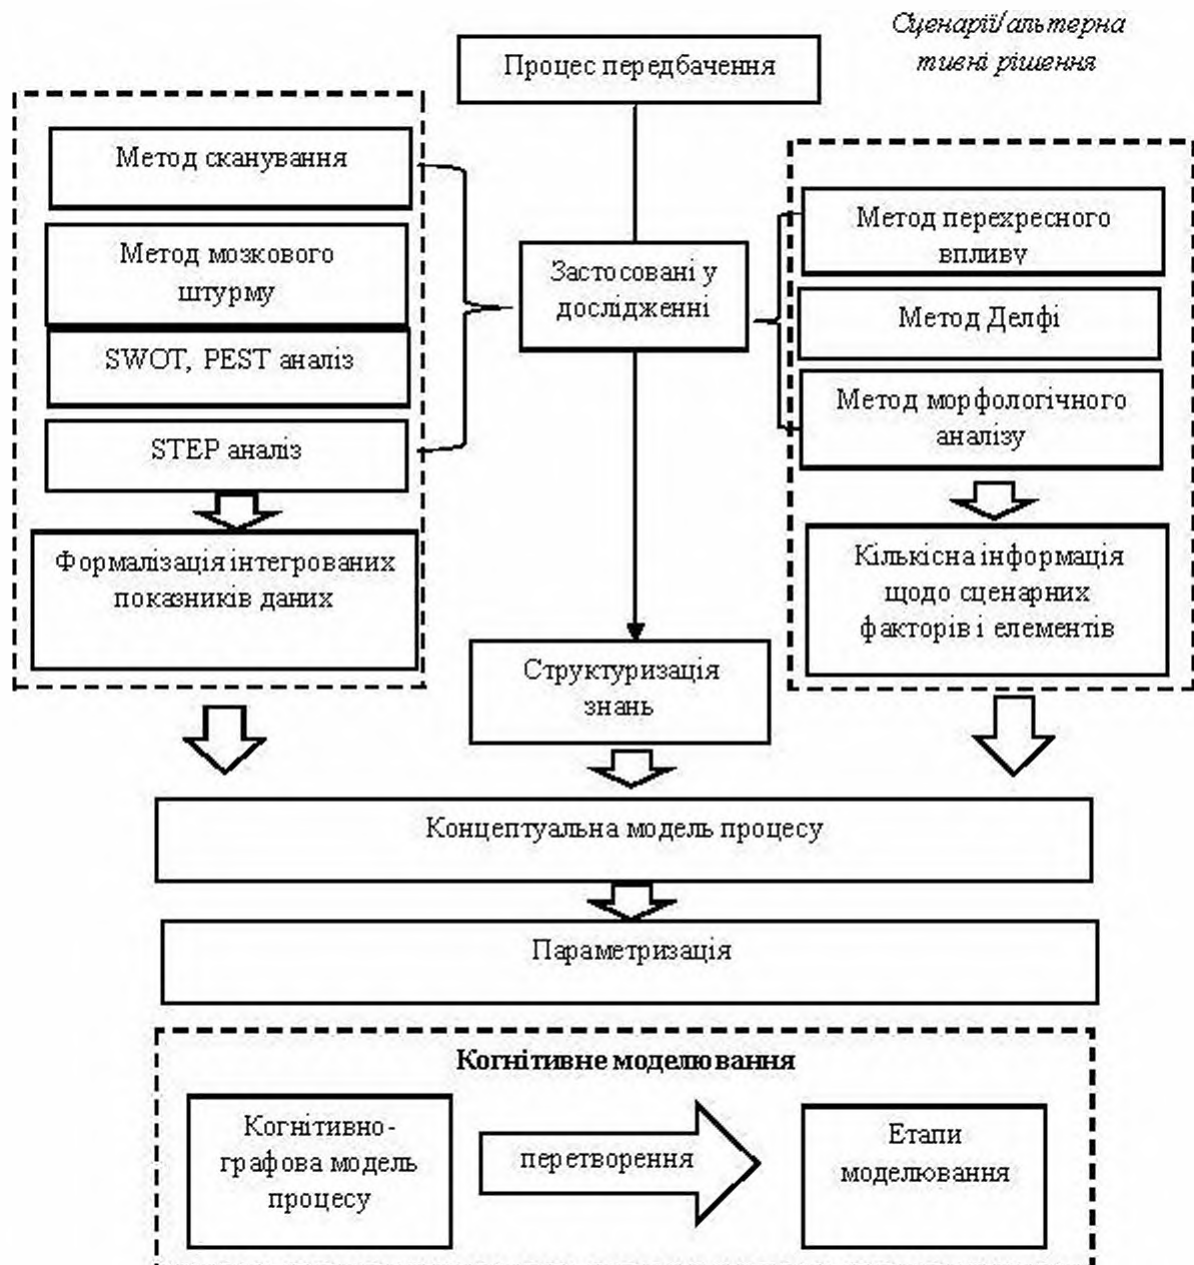 Сценарії/альтерна
тивні рішення
Процес передбачення
Метод сканування
Метод мозкового
штурму
SWOT, PEST аналіз
STEP аналіз
Формалізація інтегрованих
показників даних
Застосовані у
дослідженні
Метод перехресного
впливу
Метод Делфі
Метод морфологічного
аналізу
Кількісна інформація
щодо сценарних
факторів і елементів
Структуризація
знань
Концептуальна модель процесу
Параметризація
Когнітивне моделювання
Когнітивно-
графова модель
процесу
перетворення
Етапи
моделювання